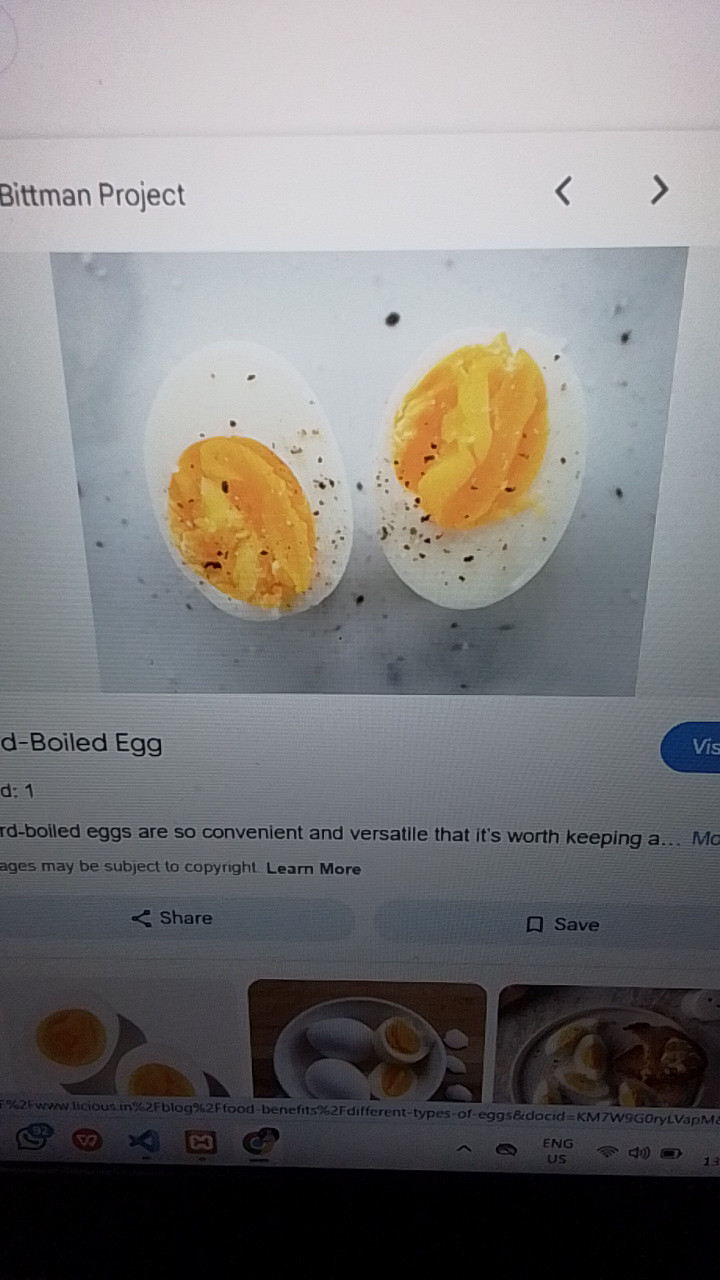 Bittman Project
d-Boiled Egg
Vis
d: 1
rd-boiled eggs are so convenient and versatile that it's worth keeping a... Mo
ages may be subject to copyright. Learn More
Share
Save
F%2Fwww.licious.in%2Fblog%2Ffood-benefits%2Fdifferent-types-of-eggs&docid=KM7W9G0ryLVapM
92
ENG
US
13